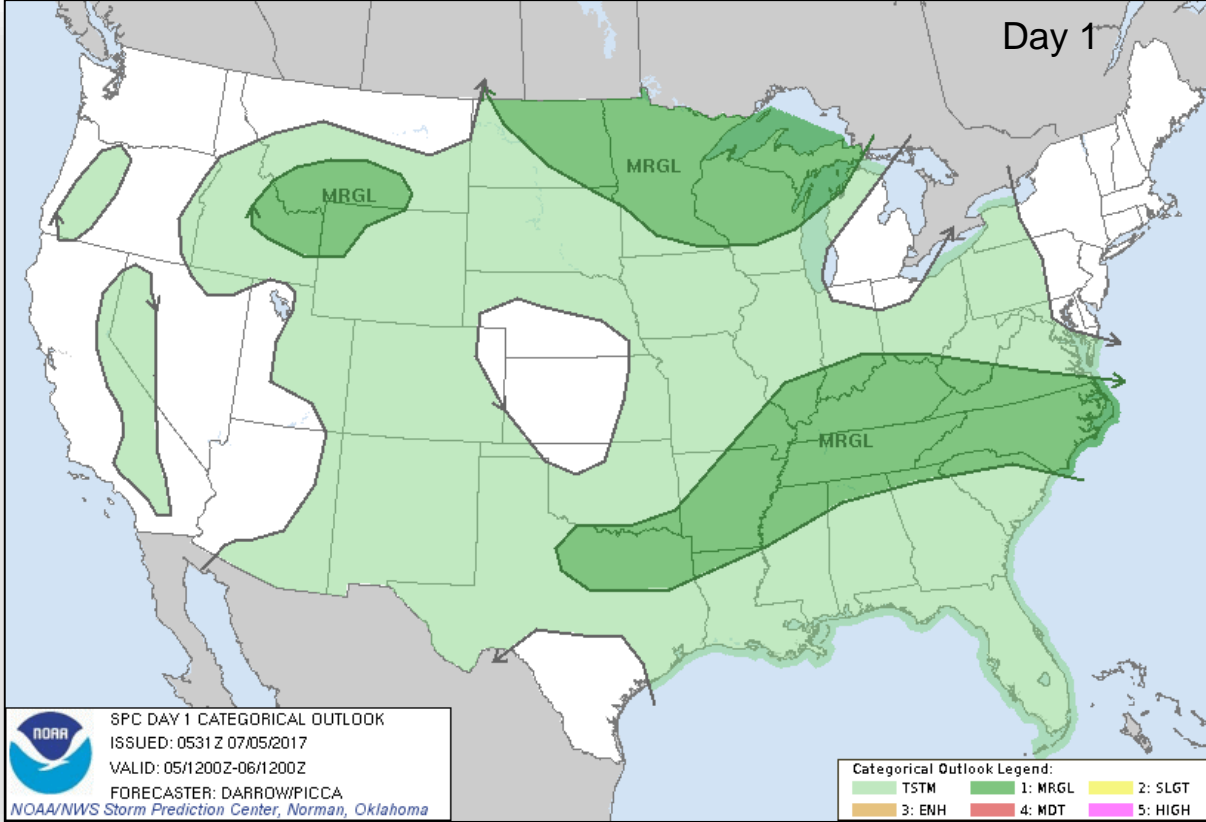 Day 1
MRGL
MRGL
MRGL
NOAA
SPC DAY 1 CATEGORICAL OUTLOOK
ISSUED: 0531Z 07/05/2017
VALID: 05/1200Z-06/1200Z
FORECASTER: DARROW/PICCA
NOAA/NWS Storm Prediction Center, Norman, Oklahoma
Categorical Outlook Legend:
TSTM 1: MRGL 2: SLGT
3: ENH 4: MDT 5: HIGH